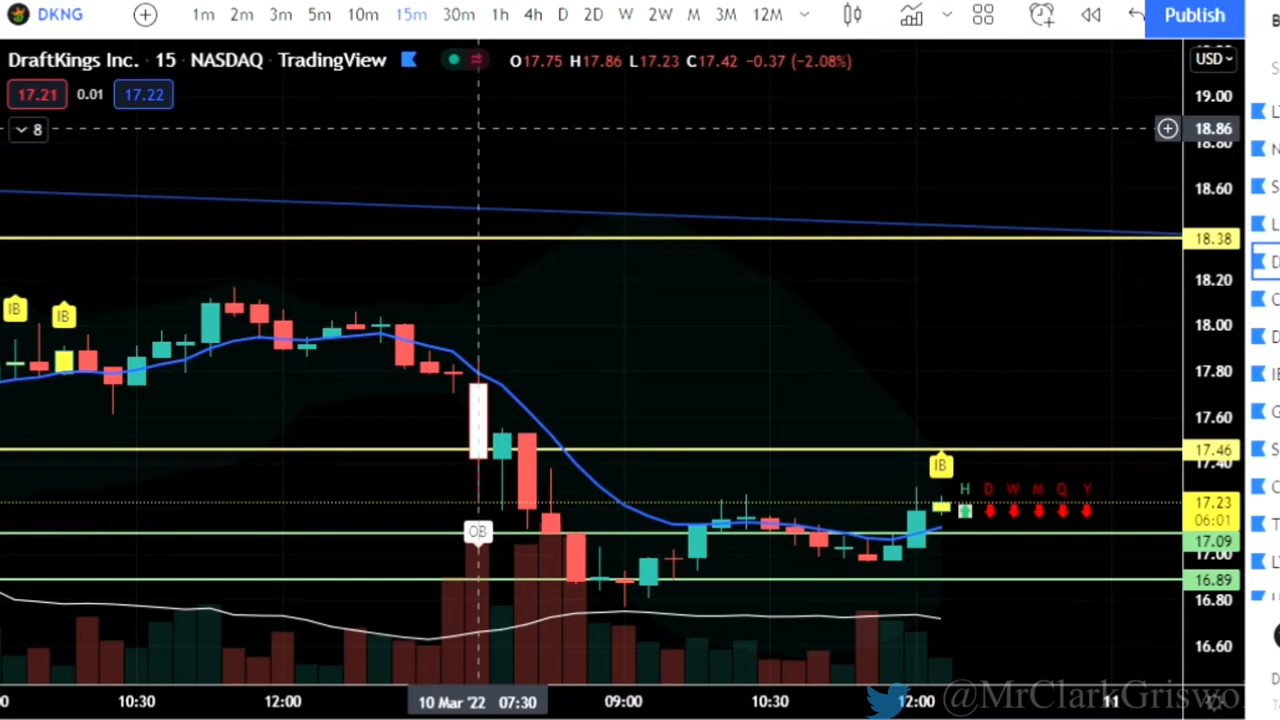 DKNG 1m 2m 3m 5m 10m 15m 30m 1h 4h D 2D W 2W M 3M 12M Publish
DraftKings Inc. · 15 · NASDAQ · TradingView O17.75 H17.86 L17.23 C17.42 -0.37 (-2.08%) USD
17.21 0.01 17.22
19.00
8
18.86
18.80
18.60
18.38
18.20
IB IB
18.00
17.80
17.60
17.46
IB
17.40
H D W M Q Y
17.23
06:01
OB
17.09
17.00
16.89
16.80
16.60
10:30 12:00 10 Mar '22 07:30 09:00 10:30 12:00 11
@MrClarkGriswo